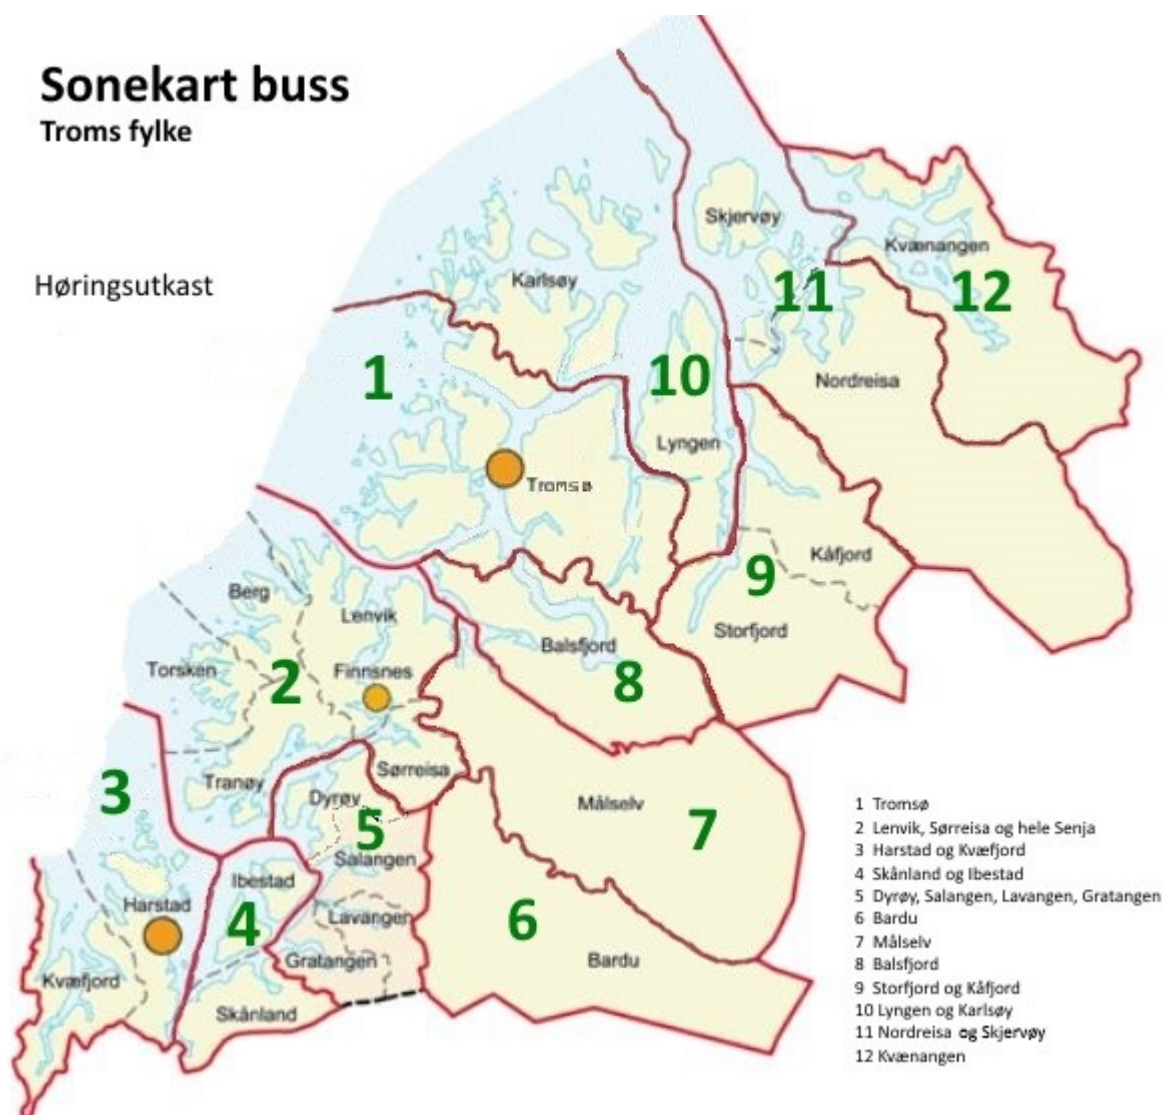 Sonekart buss
Troms fylke
Høringsutkast
Skjervøy
Kvænangen
Karlsøy
11
12
1
10
Nordreisa
Lyngen
Tromsø
Kåfjord
9
Berg
Lenvik
Storfjord
Balsfjord
Torsken
Finnsnes
2
8
Sørreisa
Tranøy
3
Dyrøy
Målselv
7
5
Salangen
Ibestad
Harstad
Lavangen
4
6
Gratangen
Bardu
Kvæfjord
Skånland
1 Tromsø
2 Lenvik, Sørreisa og hele Senja
3 Harstad og Kvæfjord
4 Skånland og Ibestad
5 Dyrøy, Salangen, Lavangen, Gratangen
6 Bardu
7 Målselv
8 Balsfjord
9 Storfjord og Kåfjord
10 Lyngen og Karlsøy
11 Nordreisa og Skjervøy
12 Kvænangen